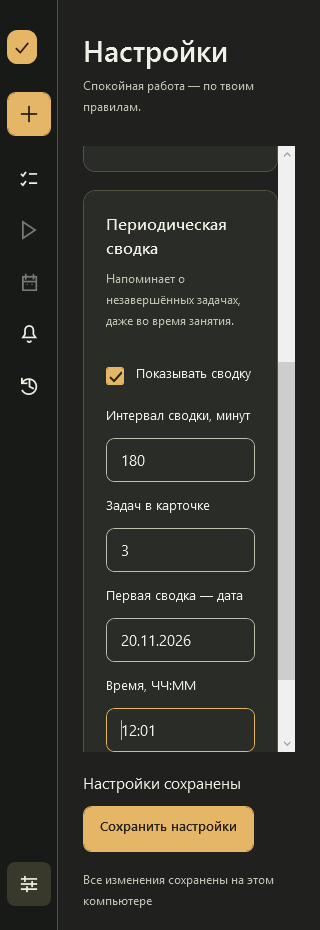 Настройки
Спокойная работа — по твоим
правилам.
Периодическая
сводка
Напоминает о
незавершённых задачах,
даже во время занятия.
Показывать сводку
Интервал сводки, минут
180
Задач в карточке
3
Первая сводка — дата
20.11.2026
Время, ЧЧ:ММ
12:01
Настройки сохранены
Сохранить настройки
Все изменения сохранены на этом
компьютере